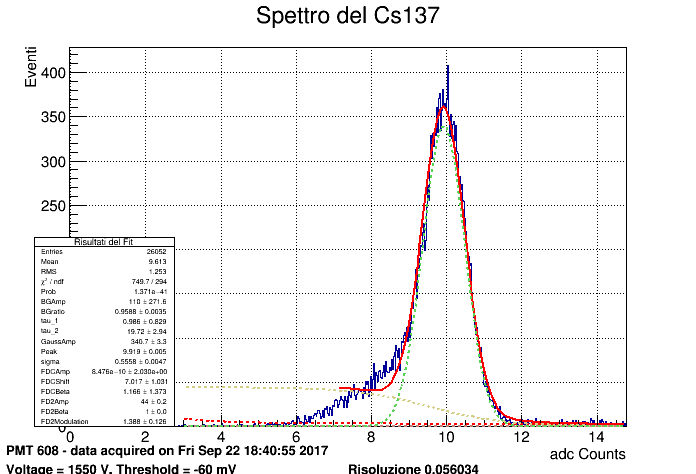 Spettro del Cs137
Eventi
400
350
300
250
Risultati del Fit
Entries 26052
Mean 9.613
RMS 1.253
χ² / ndf 749.7 / 294
Prob 1.371e-41
BGAmp 110 ± 271.6
BGratio 0.9588 ± 0.0035
tau_1 0.986 ± 0.829
tau_2 19.72 ± 2.94
GaussAmp 340.7 ± 3.3
Peak 9.919 ± 0.005
sigma 0.5558 ± 0.0047
FDCAmp 8.476e-10 ± 2.030e+00
FDCShift 7.017 ± 1.031
FDCBeta 1.166 ± 1.373
FD2Amp 44 ± 0.2
FD2Beta 1 ± 0.0
FD2Modulation 1.388 ± 0.126
0 2 4 6 8 10 12 14
adc Counts
PMT 608 - data acquired on Fri Sep 22 18:40:55 2017
Voltage = 1550 V, Threshold = -60 mV Risoluzione 0.056034